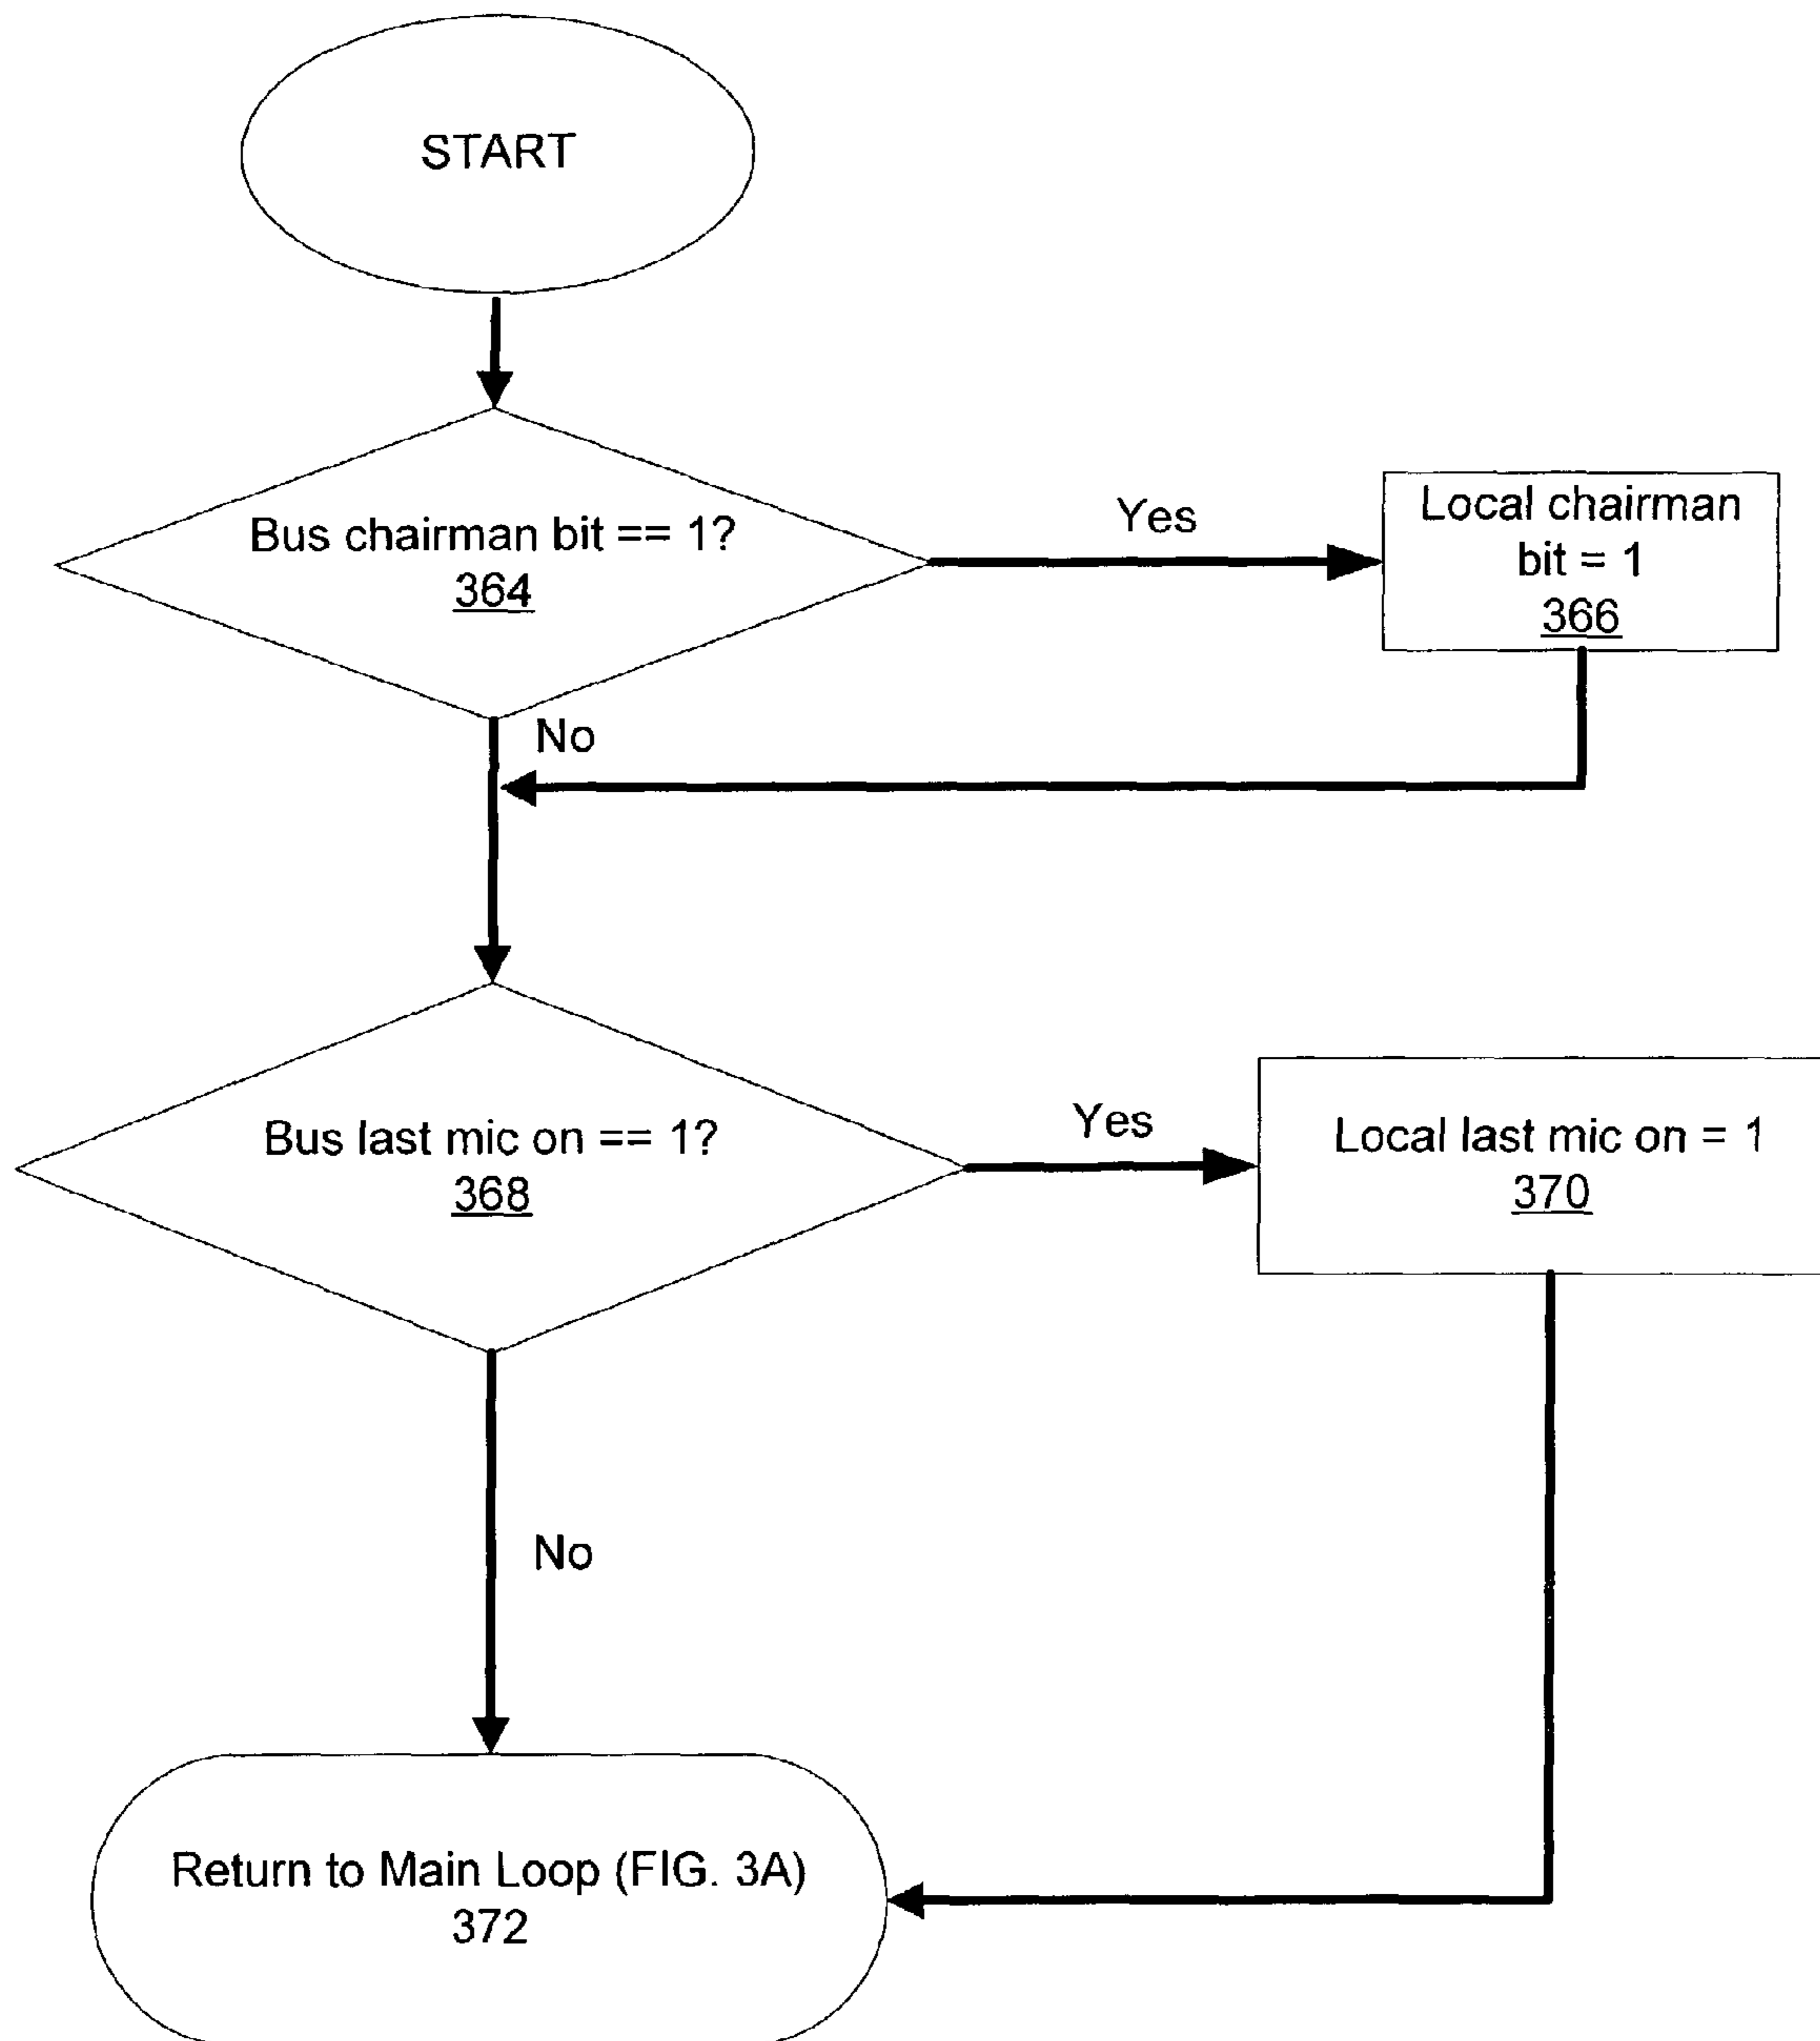 START
Bus chairman bit == 1?
364
Yes
Local chairman
bit = 1
366
No
Bus last mic on == 1?
368
Yes
Local last mic on = 1
370
No
Return to Main Loop (FIG. 3A)
372